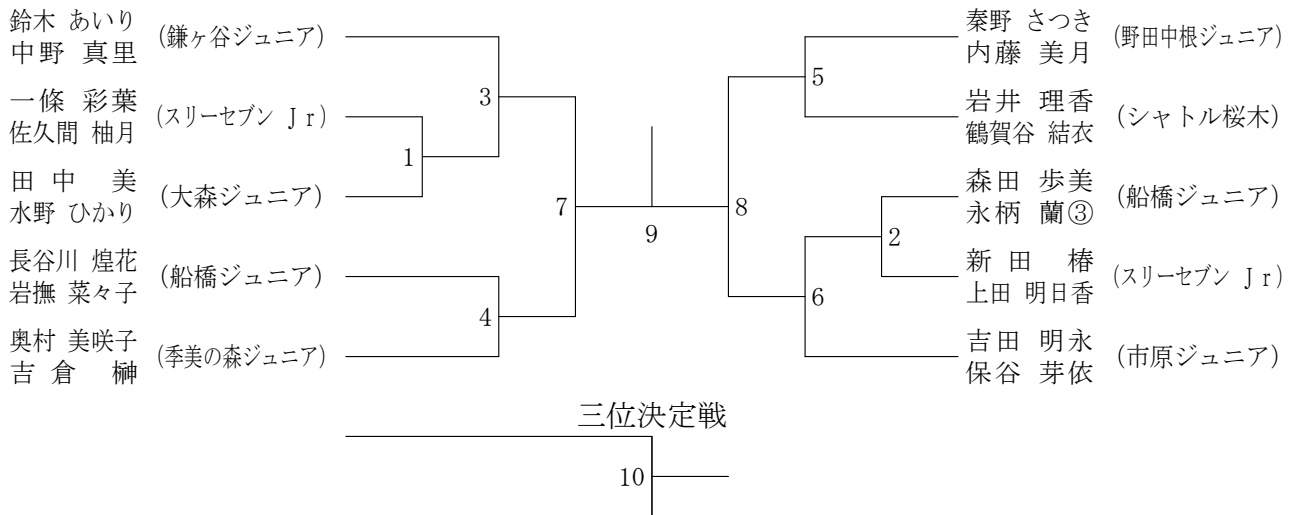 鈴木 あいり
中野 真里
(鎌ヶ谷ジュニア)
一條 彩葉
佐久間 柚月
(スリーセブン Jr)
田中 美
水野 ひかり
(大森ジュニア)
長谷川 煌花
岩撫 菜々子
(船橋ジュニア)
奥村 美咲子
吉倉 榊
(季美の森ジュニア)
3
1
7
4
9
8
5
2
6
秦野 さつき
内藤 美月
(野田中根ジュニア)
岩井 理香
鶴賀谷 結衣
(シャトル桜木)
森田 歩美
永柄 蘭③
(船橋ジュニア)
新田 椿
上田 明日香
(スリーセブン Jr)
吉田 明永
保谷 芽依
(市原ジュニア)
三位決定戦
10